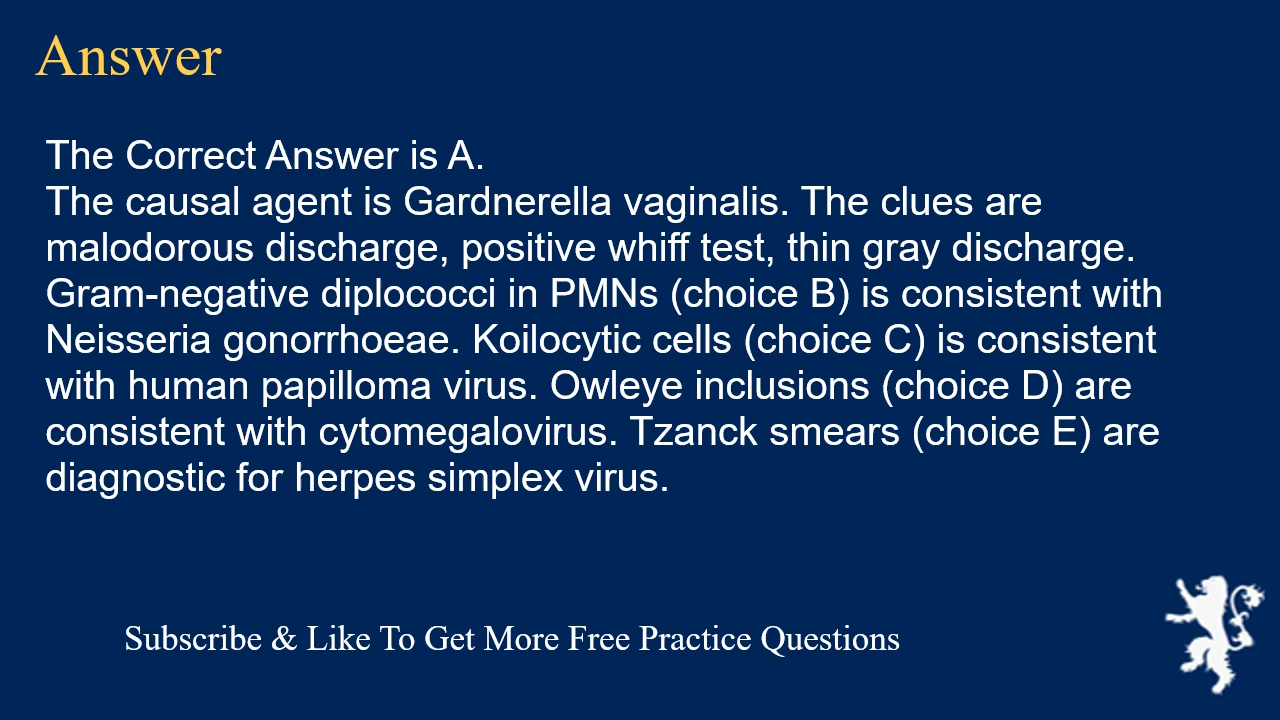 Answer
The Correct Answer is A.
The causal agent is Gardnerella vaginalis. The clues are
malodorous discharge, positive whiff test, thin gray discharge.
Gram-negative diplococci in PMNs (choice B) is consistent with
Neisseria gonorrhoeae. Koilocytic cells (choice C) is consistent
with human papilloma virus. Owleye inclusions (choice D) are
consistent with cytomegalovirus. Tzanck smears (choice E) are
diagnostic for herpes simplex virus.
Subscribe & Like To Get More Free Practice Questions